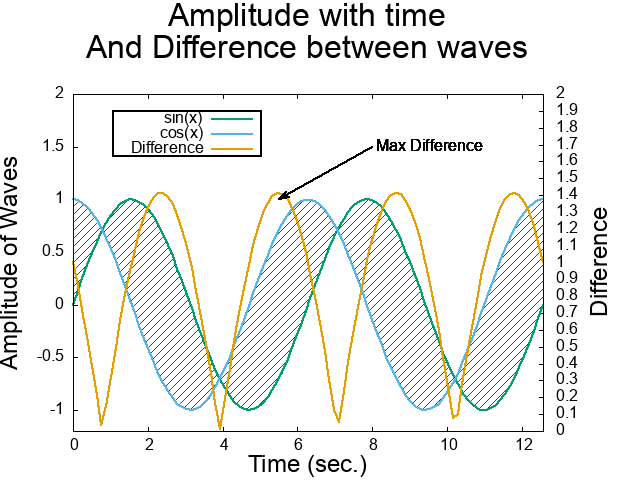 Amplitude with time
And Difference between waves
sin(x)
cos(x)
Difference
Max Difference
Amplitude of Waves
2
1.5
1
0.5
0
-0.5
-1
2
1.9
1.8
1.7
1.6
1.5
1.4
1.3
1.2
1.1
1
0.9
0.8
0.7
0.6
0.5
0.4
0.3
0.2
0.1
0
Difference
0 2 4 6 8 10 12
Time (sec.)